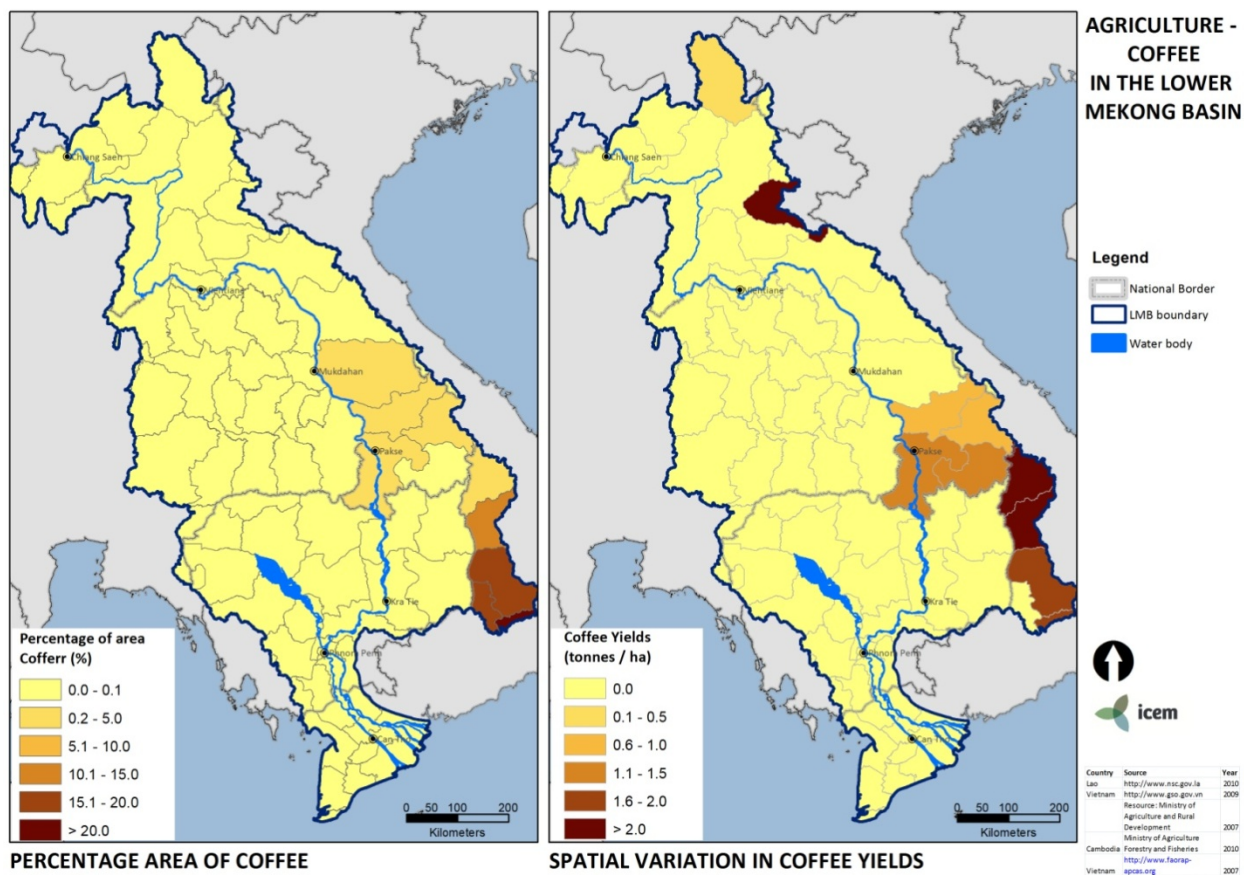 AGRICULTURE -
COFFEE
IN THE LOWER
MEKONG BASIN
Chiang Saen
Vientiane
Mukdahan
Pakse
Kra Tie
Phnom Penh
Can Tho
Percentage of area
Cofferr (%)
0.0 - 0.1
0.2 - 5.0
5.1 - 10.0
10.1 - 15.0
15.1 - 20.0
> 20.0
0 50 100 200
Kilometers
PERCENTAGE AREA OF COFFEE
Chiang Saen
Vientiane
Mukdahan
Pakse
Kra Tie
Phnom Penh
Can Tho
Coffee Yields
(tonnes / ha)
0.0
0.1 - 0.5
0.6 - 1.0
1.1 - 1.5
1.6 - 2.0
> 2.0
0 50 100 200
Kilometers
SPATIAL VARIATION IN COFFEE YIELDS
Legend
National Border
LMB boundary
Water body
icem
Country Source Year
Lao http://www.nsc.gov.la 2010
Vietnam http://www.gso.gov.vn 2009
Resource: Ministry of
Agriculture and Rural
Development 2007
Ministry of Agriculture
Cambodia Forestry and Fisheries 2010
http://www.faorap-
Vietnam apcas.org 2007